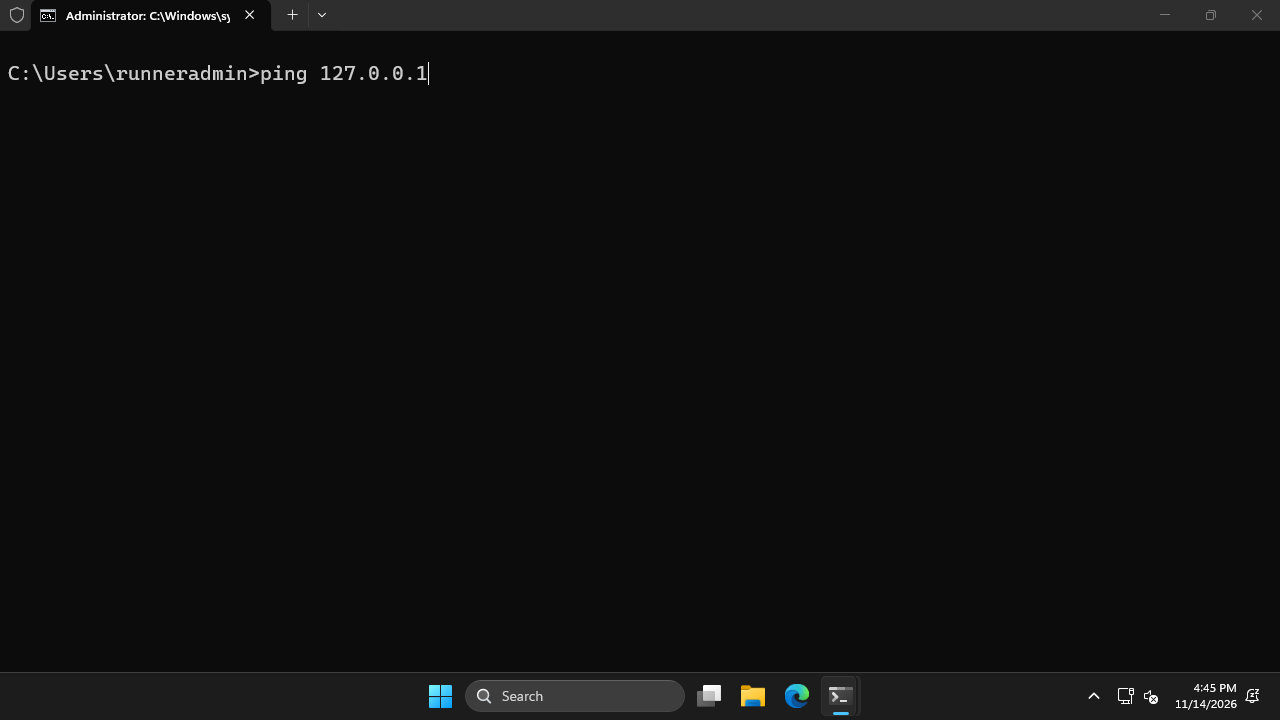 Administrator: C:\Windows\sy
C:\Users\runneradmin>ping 127.0.0.1
Search
4:45 PM
11/14/2026